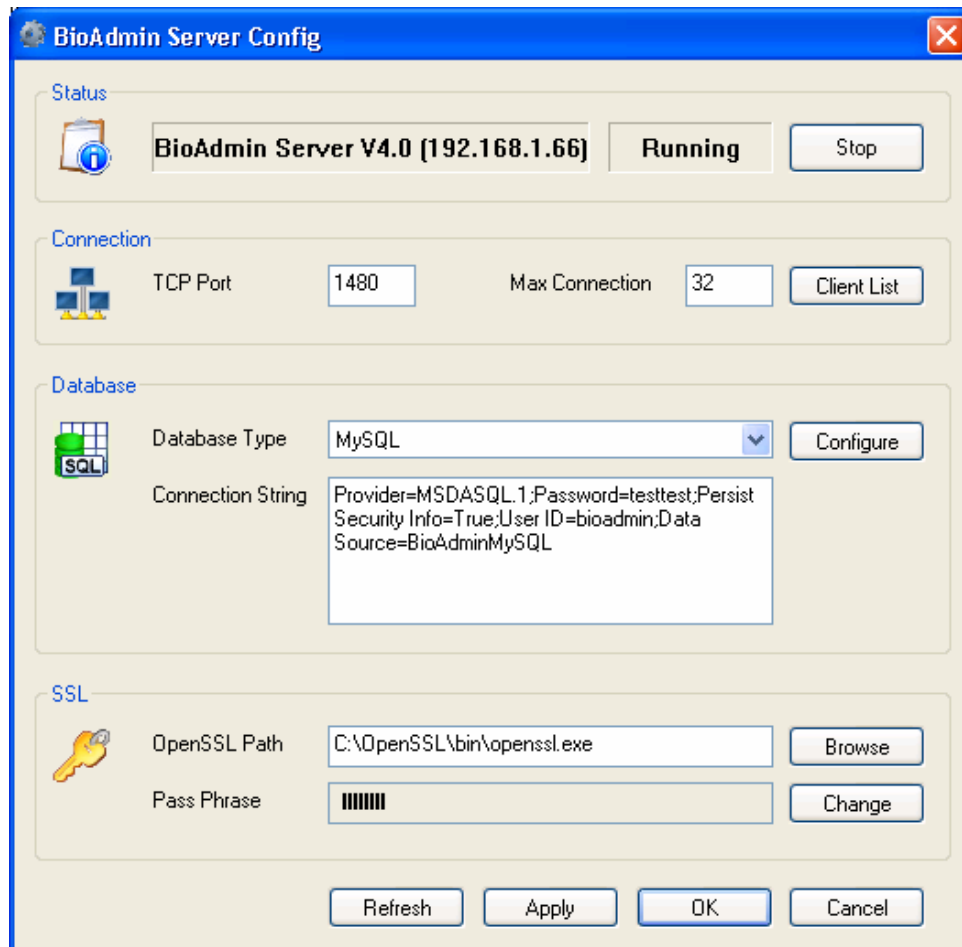 BioAdmin Server Config
Status
BioAdmin Server V4.0 (192.168.1.66) Running Stop
Connection
TCP Port 1480 Max Connection 32 Client List
Database
SQL
Database Type MySQL Configure
Connection String Provider=MSDASQL.1;Password=testtest;Persist
Security Info=True;User ID=bioadmin;Data
Source=BioAdminMySQL
SSL
OpenSSL Path C:\OpenSSL\bin\openssl.exe Browse
Pass Phrase Change
Refresh Apply OK Cancel